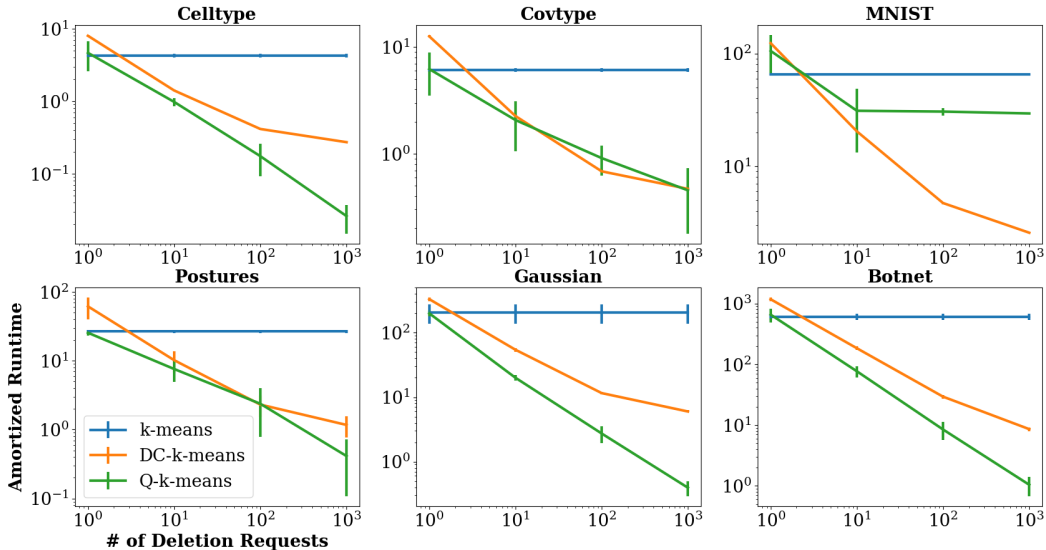 Celltype
Covtype
MNIST
10^1
10^0
10^-1
10^0 10^1 10^2 10^3
10^1
10^0
10^0 10^1 10^2 10^3
10^2
10^1
10^0 10^1 10^2 10^3
Postures
Gaussian
Botnet
Amortized Runtime
10^2
10^1
10^0
10^-1
k-means
DC-k-means
Q-k-means
10^0 10^1 10^2 10^3
# of Deletion Requests
10^2
10^1
10^0
10^0 10^1 10^2 10^3
10^3
10^2
10^1
10^0
10^0 10^1 10^2 10^3